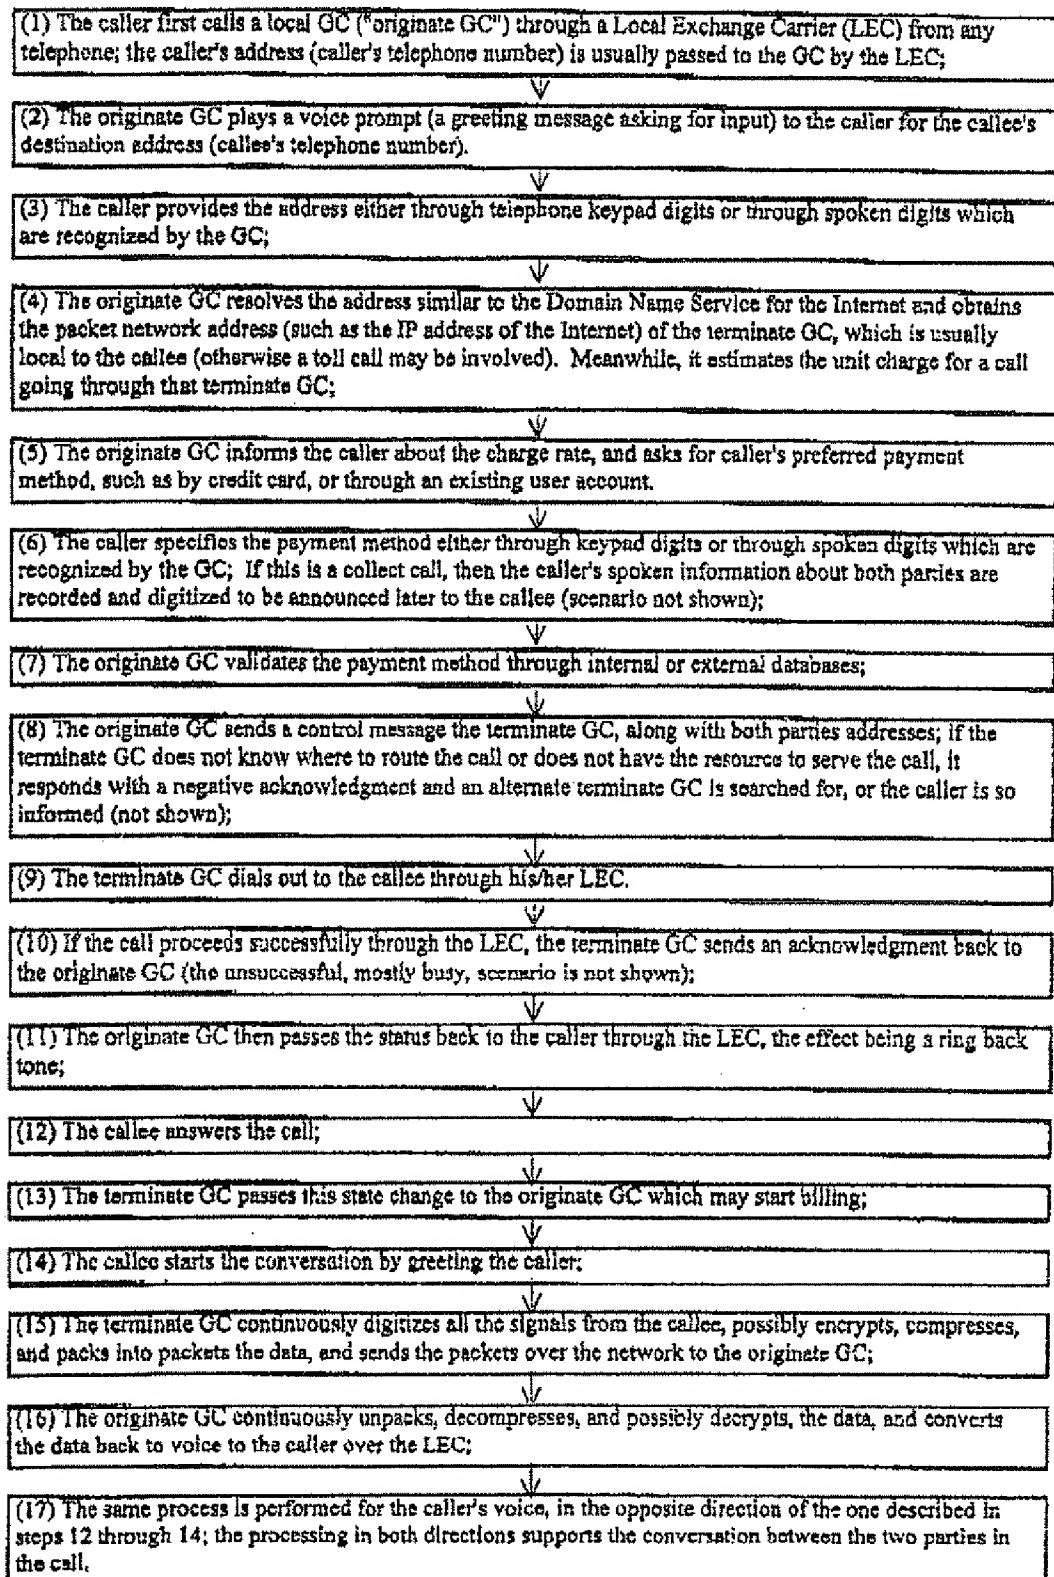 (1) The caller first calls a local GC ("originate GC") through a Local Exchange Carrier (LEC) from any
telephone; the caller's address (caller's telephone number) is usually passed to the GC by the LEC;
(2) The originate GC plays a voice prompt (a greeting message asking for input) to the caller for the callee's
destination address (callee's telephone number).
(3) The caller provides the address either through telephone keypad digits or through spoken digits which
are recognized by the GC;
(4) The originate GC resolves the address similar to the Domain Name Service for the Internet and obtains
the packet network address (such as the IP address of the Internet) of the terminate GC, which is usually
local to the callee (otherwise a toll call may be involved). Meanwhile, it estimates the unit charge for a call
going through that terminate GC;
(5) The originate GC informs the caller about the charge rate, and asks for caller's preferred payment
method, such as by credit card, or through an existing user account.
(6) The caller specifies the payment method either through keypad digits or through spoken digits which are
recognized by the GC; If this is a collect call, then the caller's spoken information about both parties are
recorded and digitized to be announced later to the callee (scenario not shown);
(7) The originate GC validates the payment method through internal or external databases;
(8) The originate GC sends a control message the terminate GC, along with both parties addresses; if the
terminate GC does not know where to route the call or does not have the resource to serve the call, it
responds with a negative acknowledgment and an alternate terminate GC is searched for, or the caller is so
informed (not shown);
(9) The terminate GC dials out to the callee through his/her LEC.
(10) If the call proceeds successfully through the LEC, the terminate GC sends an acknowledgment back to
the originate GC (the unsuccessful, mostly busy, scenario is not shown);
(11) The originate GC then passes the status back to the caller through the LEC, the effect being a ring back
tone;
(12) The callee answers the call;
(13) The terminate GC passes this state change to the originate GC which may start billing;
(14) The callee starts the conversation by greeting the caller;
(15) The terminate GC continuously digitizes all the signals from the callee, possibly encrypts, compresses,
and packs into packets the data, and sends the packets over the network to the originate GC;
(16) The originate GC continuously unpacks, decompresses, and possibly decrypts, the data, and converts
the data back to voice to the caller over the LEC;
(17) The same process is performed for the caller's voice, in the opposite direction of the one described in
steps 12 through 14; the processing in both directions supports the conversation between the two parties in
the call.